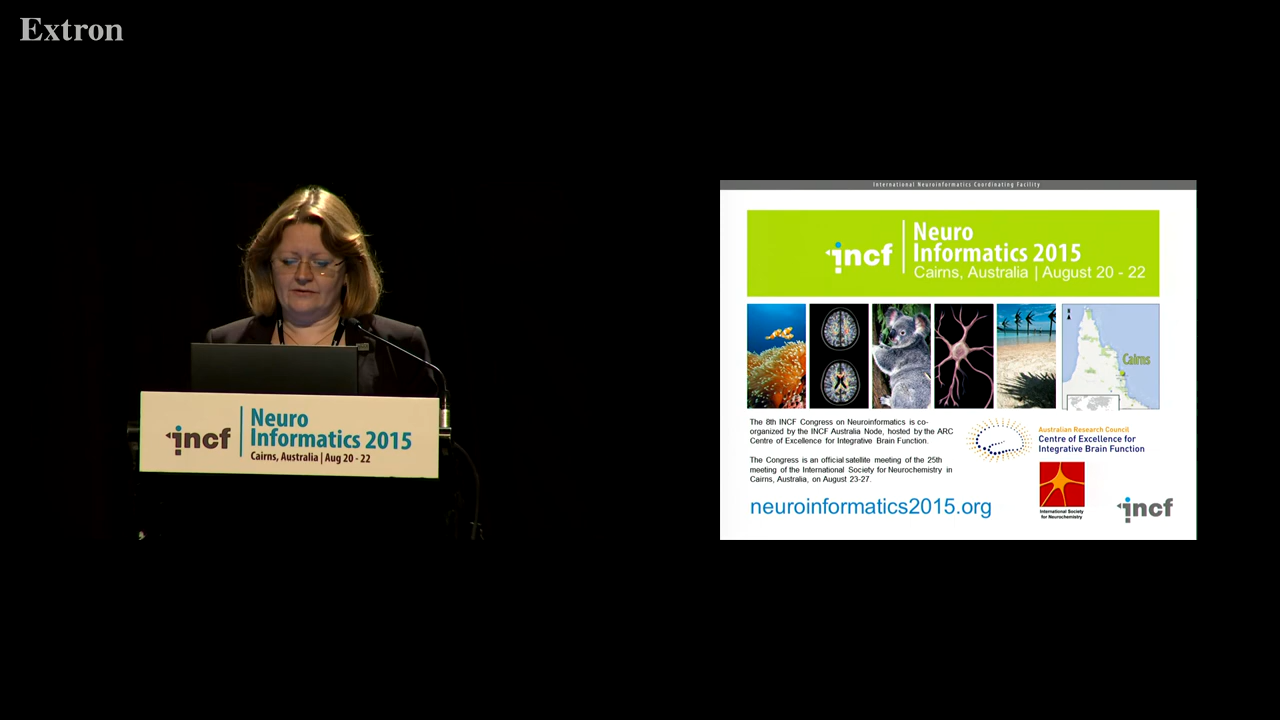 Extron
incf
Neuro
Informatics 2015
Cairns, Australia | Aug 20 - 22
International Neuroinformatics Coordinating Facility
incf
Neuro
Informatics 2015
Cairns, Australia | August 20 - 22
N
Cairns
The 8th INCF Congress on Neuroinformatics is co-
organized by the INCF Australia Node, hosted by the ARC
Centre of Excellence for Integrative Brain Function.
The Congress is an official satellite meeting of the 25th
meeting of the International Society for Neurochemistry in
Cairns, Australia, on August 23-27.
neuroinformatics2015.org
Australian Research Council
Centre of Excellence for
Integrative Brain Function
International Society
for Neurochemistry
incf